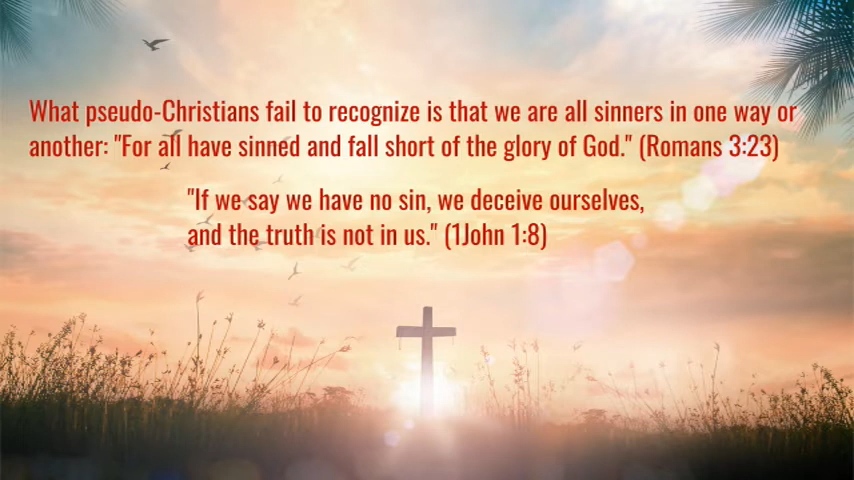 What pseudo-Christians fail to recognize is that we are all sinners in one way or
another: "For all have sinned and fall short of the glory of God." (Romans 3:23)
"If we say we have no sin, we deceive ourselves,
and the truth is not in us." (1John 1:8)